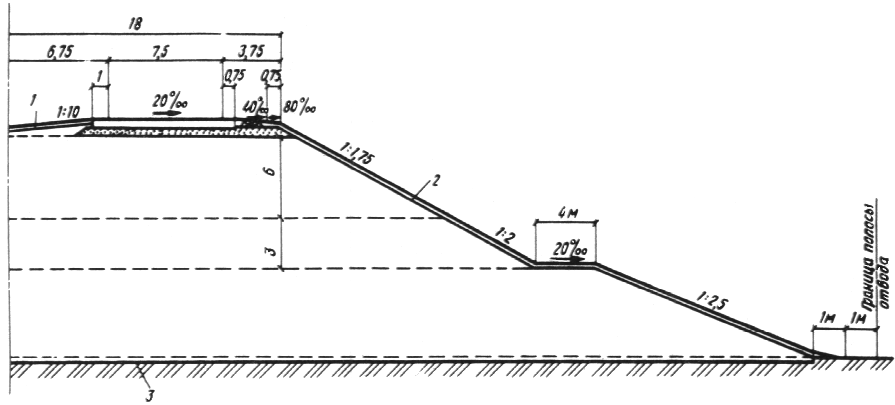 18
6,75 7,5 3,75
1 0,75 0,75
1 1:10 20‰ 40‰ 80‰
6
1:1,75
2
4м
3
1:2
20‰
1:2,5
1м 1м
Граница полосы
отвода
3